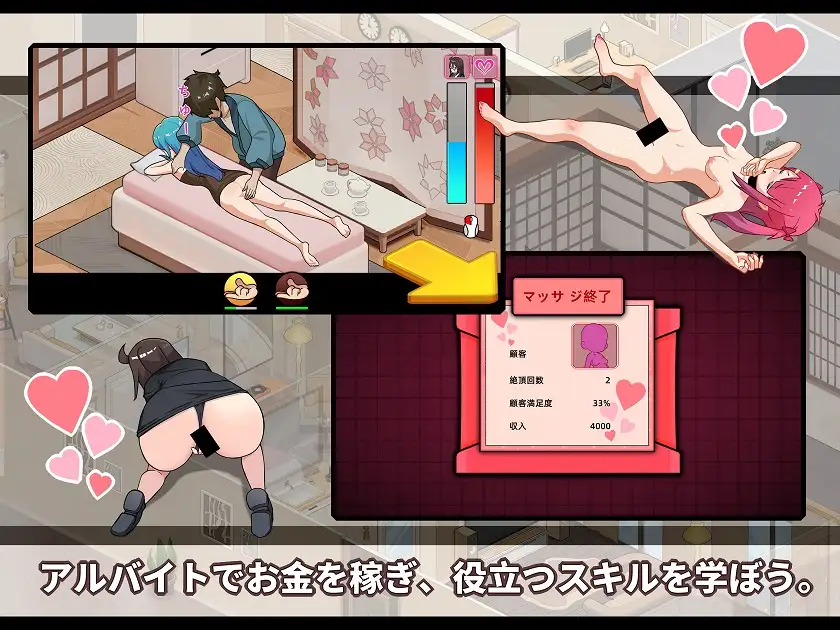 ちゅー
マッサ ジ終了
顧客
絶頂回数 2
顧客満足度 33%
収入 4000
アルバイトでお金を稼ぎ、役立つスキルを学ぼう。